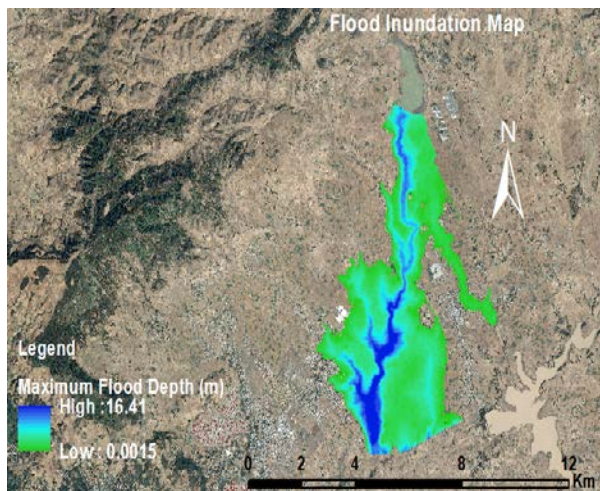 Flood Inundation Map
N
Legend
Maximum Flood Depth (m)
High :16.41
Low : 0.0015
0 2 4 8 12
Km